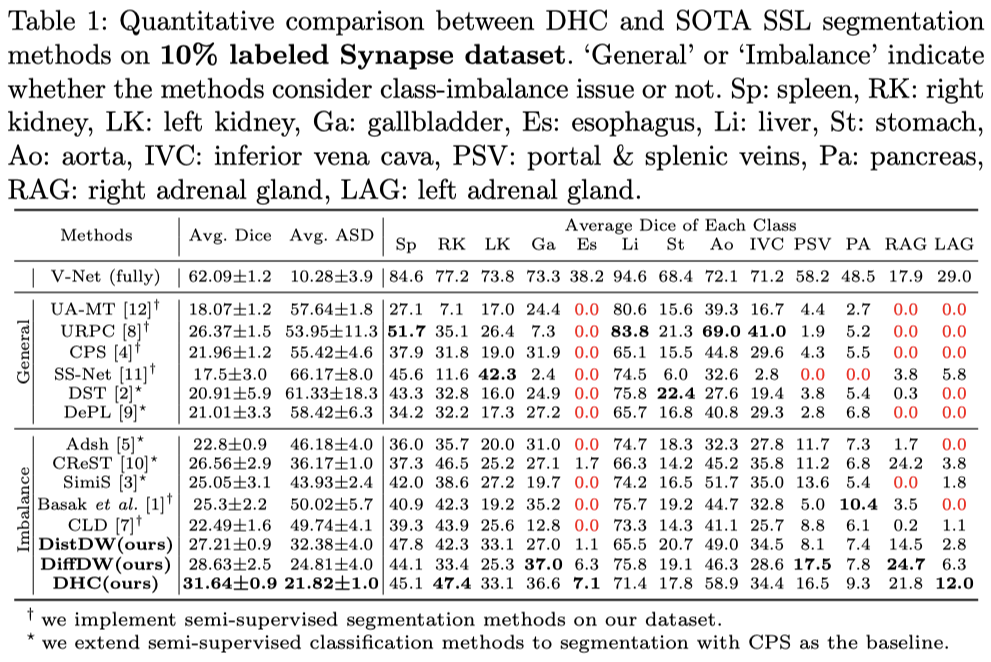 Table 1: Quantitative comparison between DHC and SOTA SSL segmentation
methods on 10% labeled Synapse dataset. ‘General’ or ‘Imbalance’ indicate
whether the methods consider class-imbalance issue or not. Sp: spleen, RK: right
kidney, LK: left kidney, Ga: gallbladder, Es: esophagus, Li: liver, St: stomach,
Ao: aorta, IVC: inferior vena cava, PSV: portal & splenic veins, Pa: pancreas,
RAG: right adrenal gland, LAG: left adrenal gland.
Methods Avg. Dice Avg. ASD Average Dice of Each Class
Sp RK LK Ga Es Li St Ao IVC PSV PA RAG LAG
V-Net (fully) 62.09±1.2 10.28±3.9 84.6 77.2 73.8 73.3 38.2 94.6 68.4 72.1 71.2 58.2 48.5 17.9 29.0
General
UA-MT [12]† 18.07±1.2 57.64±1.8 27.1 7.1 17.0 24.4 0.0 80.6 15.6 39.3 16.7 4.4 2.7 0.0 0.0
URPC [8]† 26.37±1.5 53.95±11.3 51.7 35.1 26.4 7.3 0.0 83.8 21.3 69.0 41.0 1.9 5.2 0.0 0.0
CPS [4]† 21.96±1.2 55.42±4.6 37.9 31.8 19.0 31.9 0.0 65.1 15.5 44.8 29.6 4.3 5.5 0.0 0.0
SS-Net [11]† 17.5±3.0 66.17±8.0 45.6 11.6 42.3 2.4 0.0 74.5 6.0 32.6 2.8 0.0 0.0 3.8 5.8
DST [2]* 20.91±5.9 61.33±18.3 43.3 32.8 16.0 24.9 0.0 75.8 22.4 27.6 19.4 3.8 5.4 0.3 0.0
DePL [9]* 21.01±3.3 58.42±6.3 34.2 32.2 17.3 27.2 0.0 65.7 16.8 40.8 29.3 2.8 6.8 0.0 0.0
Imbalance
Adsh [5]* 22.8±0.9 46.18±4.0 36.0 35.7 20.0 31.0 0.0 74.7 18.3 32.3 27.8 11.7 7.3 1.7 0.0
CReST [10]* 26.56±2.9 36.17±1.0 37.3 46.5 25.2 27.1 1.7 66.3 14.2 45.2 35.8 11.2 6.8 24.2 3.8
SimiS [3]* 25.05±3.1 43.93±2.4 42.0 38.6 27.2 19.7 0.0 74.2 16.5 51.7 35.0 13.6 5.4 0.0 1.8
Basak et al. [1]† 25.3±2.2 50.02±5.7 40.9 42.3 19.2 35.2 0.0 75.7 19.2 44.7 32.8 5.0 10.4 3.5 0.0
CLD [7]† 22.49±1.6 49.74±4.1 39.3 43.9 25.6 12.8 0.0 73.3 14.3 41.1 25.7 8.8 6.1 0.2 1.1
DistDW(ours) 27.21±0.9 32.38±4.0 47.8 42.3 33.1 27.0 1.1 65.5 20.7 49.0 34.5 8.1 7.4 14.5 2.8
DiffDW(ours) 28.63±2.5 24.81±4.0 44.1 33.4 25.3 37.0 6.3 75.8 19.1 46.3 28.6 17.5 7.8 24.7 6.3
DHC(ours) 31.64±0.9 21.82±1.0 45.1 47.4 33.1 36.6 7.1 71.4 17.8 58.9 34.4 16.5 9.3 21.8 12.0
† we implement semi-supervised segmentation methods on our dataset.
* we extend semi-supervised classification methods to segmentation with CPS as the baseline.